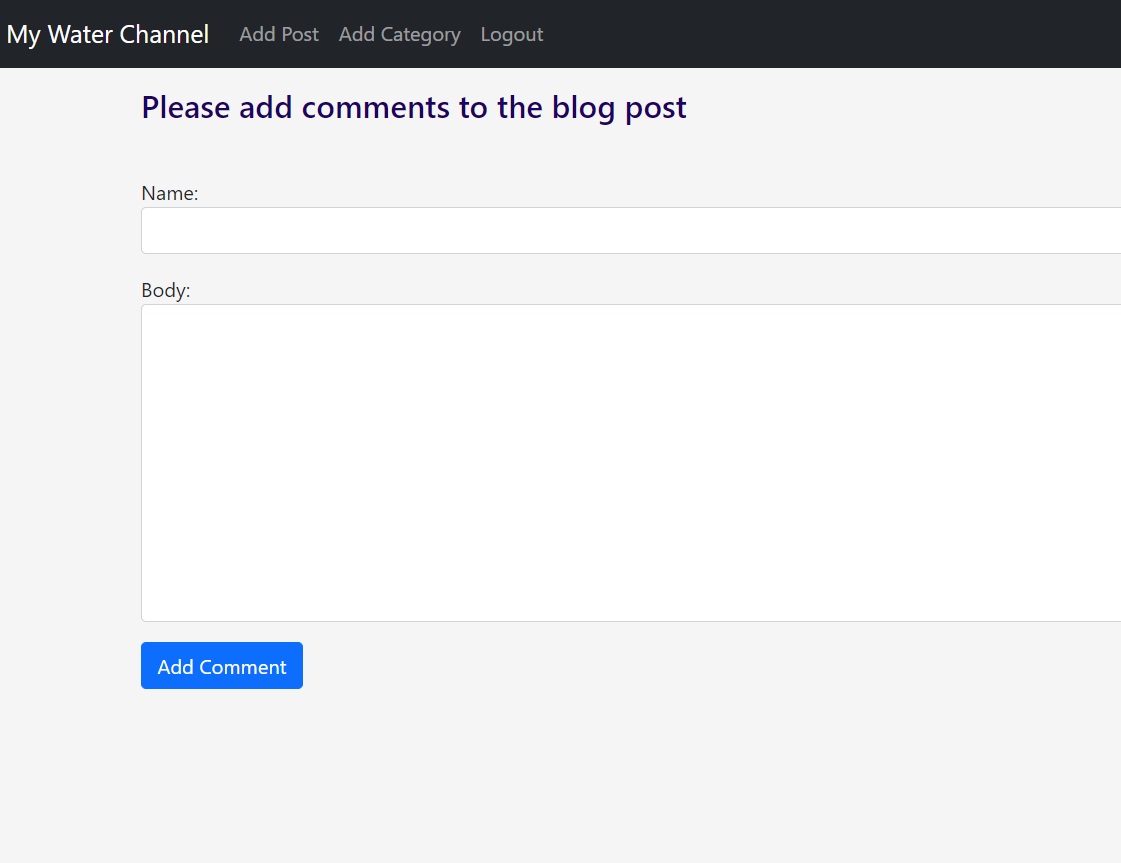 My Water Channel Add Post Add Category Logout
Please add comments to the blog post
Name:
Body:
Add Comment